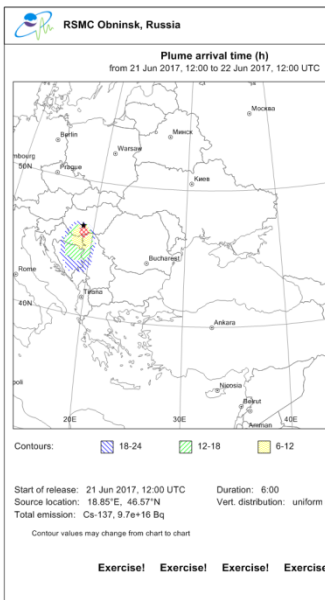 RSMC Obninsk, Russia
Plume arrival time (h)
from 21 Jun 2017, 12:00 to 22 Jun 2017, 12:00 UTC
Москва
Berlin
Минск
nbourg
Warsaw
50N
Prague
Киев
Rome
Bucharest
Tirana
40N
Ankara
poli
Nicosia
Beirut
Amman
20E 30E 40E
Contours: 18-24 12-18 6-12
Start of release: 21 Jun 2017, 12:00 UTC Duration: 6:00
Source location: 18.85°E, 46.57°N Vert. distribution: uniform
Total emission: Cs-137, 9.7e+16 Bq
Contour values may change from chart to chart
Exercise! Exercise! Exercise! Exercise